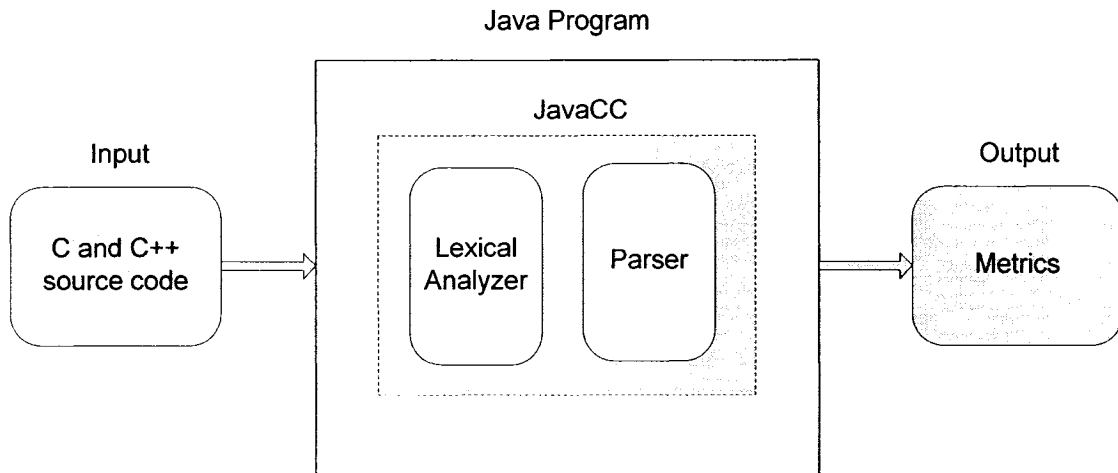 Java Program
JavaCC
Input
Output
C and C++
source code
Lexical
Analyzer
Parser
Metrics